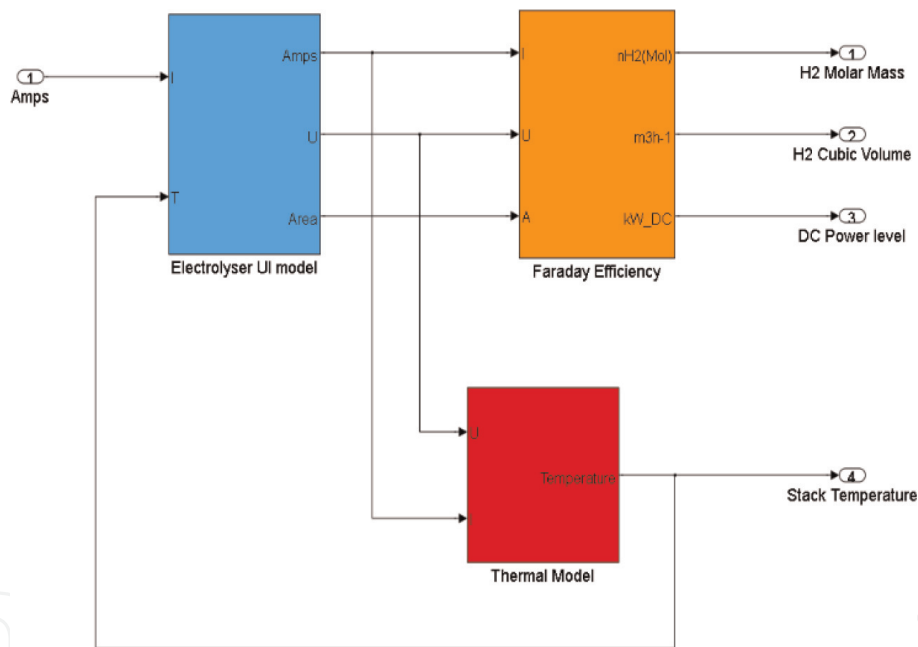 1
Amps
I
T
Amps
U
Area
Electrolyser UI model
I
U
A
nH2(Mol)
m3h-1
kW_DC
Faraday Efficiency
1
H2 Molar Mass
2
H2 Cubic Volume
3
DC Power level
U
Temperature
Thermal Model
4
Stack Temperature